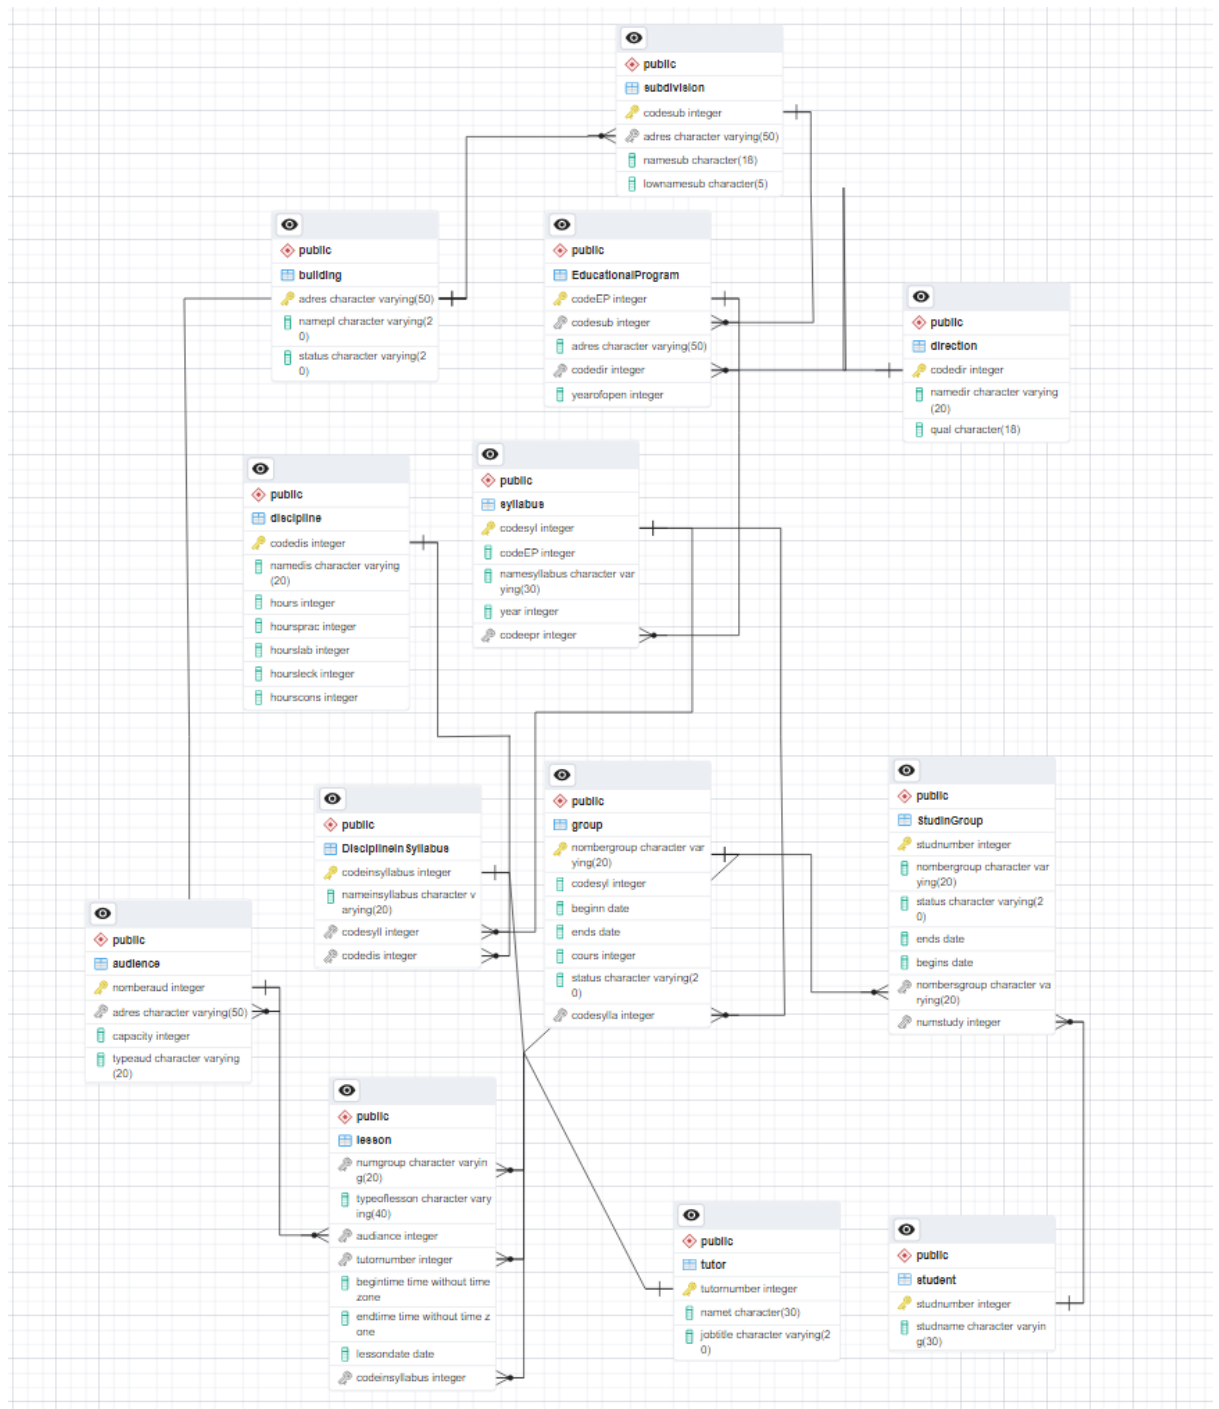 public
subdivision
codesub integer
adres character varying(50)
namesub character(18)
lownamesub character(5)
public
building
adres character varying(50)
namepl character varying(2
0)
status character varying(2
0)
public
EducationalProgram
codeEP integer
codesub integer
adres character varying(50)
codedir integer
yearofopen integer
public
direction
codedir integer
namedir character varying
(20)
qual character(18)
public
discipline
codedis integer
namedis character varying
(20)
hours integer
hoursprac integer
hourslab integer
hoursleck integer
hourscons integer
public
syllabus
codesyl integer
codeEP integer
namesyllabus character var
ying(30)
year integer
codeepr integer
public
DisciplineinSyllabus
codeinsyllabus integer
nameinsyllabus character v
arying(20)
codesyll integer
codedis integer
public
group
nombergroup character var
ying(20)
codesyl integer
beginn date
ends date
cours integer
status character varying(2
0)
codesylla integer
public
StudinGroup
studnumber integer
nombergroup character var
ying(20)
status character varying(2
0)
ends date
begins date
nombersgroup character va
rying(20)
numstudy integer
public
audience
nomberaud integer
adres character varying(50)
capacity integer
typeaud character varying
(20)
public
lesson
numgroup character varyin
g(20)
typeoflesson character vary
ing(40)
audiance integer
tutornumber integer
begintime time without time
zone
endtime time without time z
one
lessondate date
codeinsyllabus integer
public
tutor
tutornumber integer
namet character(30)
jobtitle character varying(2
0)
public
student
studnumber integer
studname character varyin
g(30)